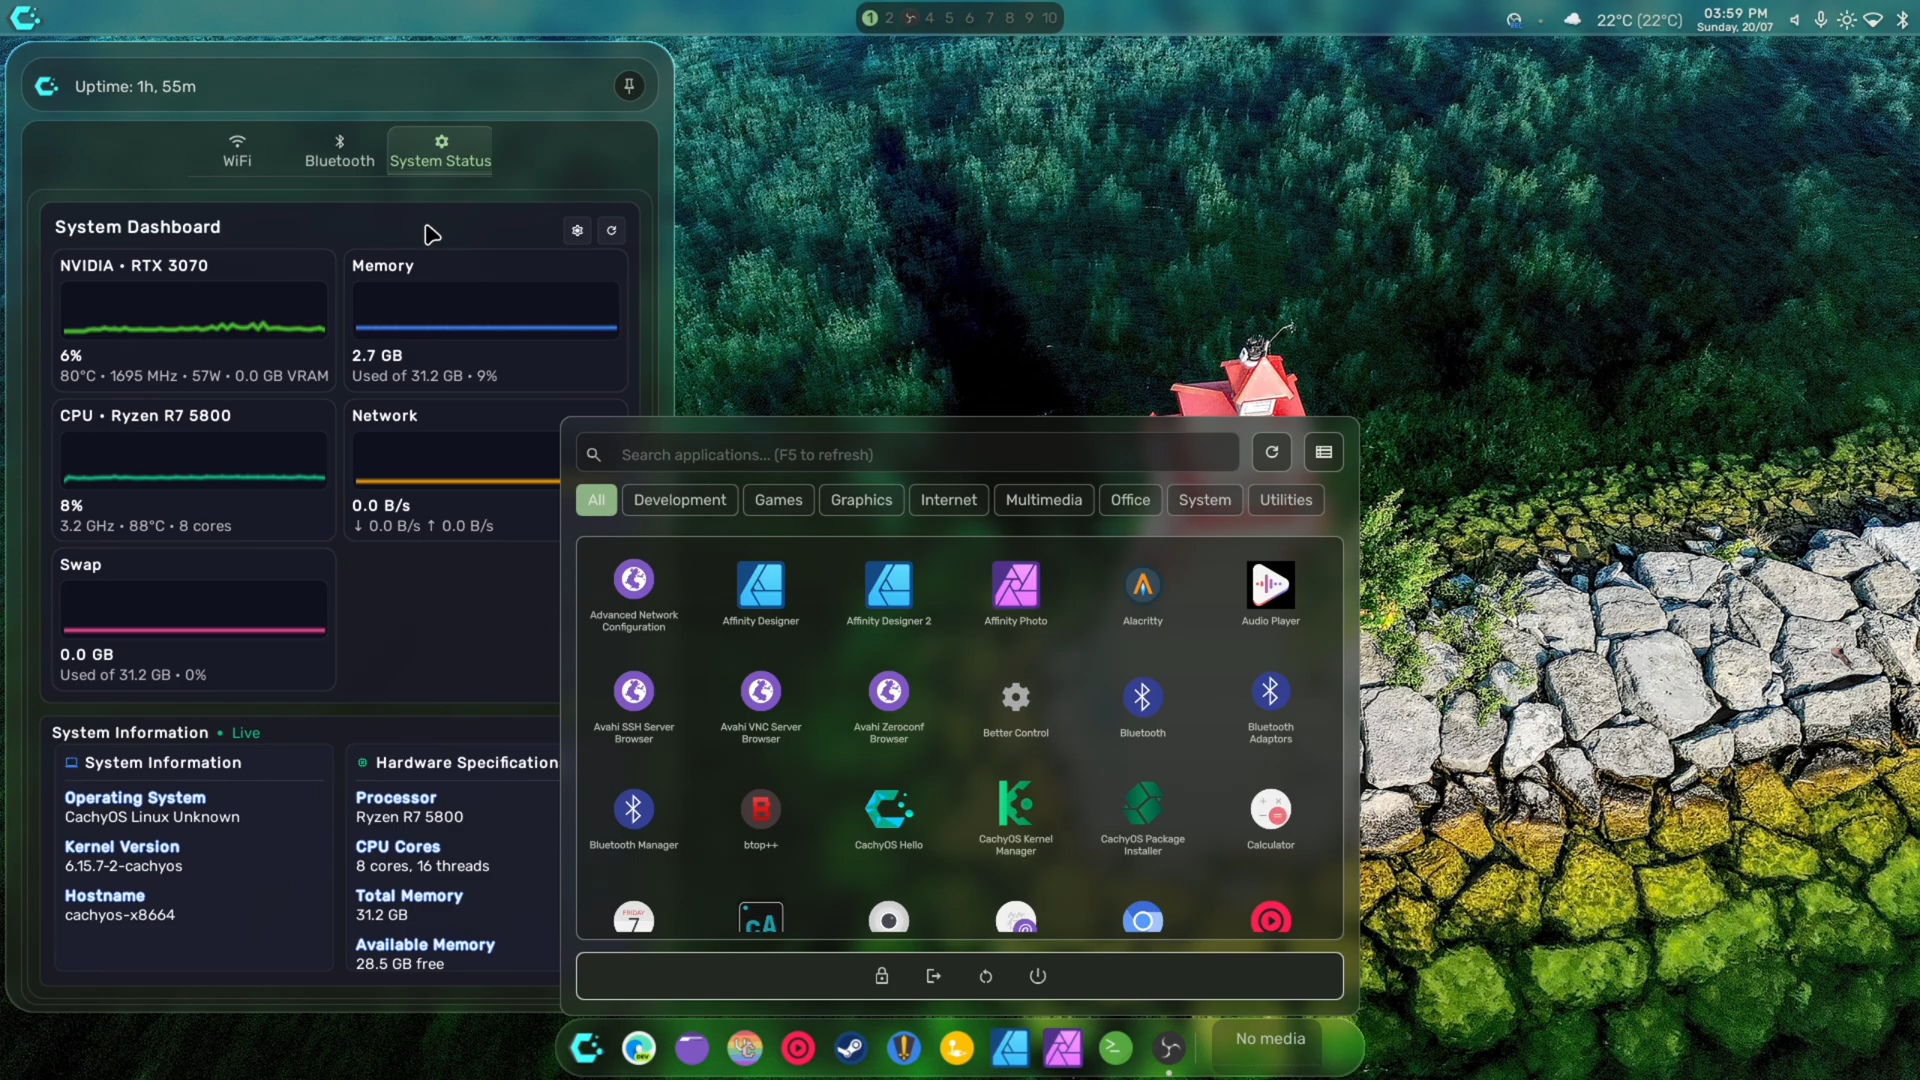 1 2 4 5 6 7 8 9 10
22°C (22°C)
03:59 PM
Sunday, 20/07
Uptime: 1h, 55m
WiFi
Bluetooth
System Status
System Dashboard
NVIDIA • RTX 3070
6%
80°C • 1695 MHz • 57W • 0.0 GB VRAM
Memory
2.7 GB
Used of 31.2 GB • 9%
CPU • Ryzen R7 5800
8%
3.2 GHz • 88°C • 8 cores
Network
0.0 B/s
↓ 0.0 B/s ↑ 0.0 B/s
Swap
0.0 GB
Used of 31.2 GB • 0%
System Information • Live
System Information
Operating System
CachyOS Linux Unknown
Kernel Version
6.15.7-2-cachyos
Hostname
cachyos-x8664
Hardware Specification
Processor
Ryzen R7 5800
CPU Cores
8 cores, 16 threads
Total Memory
31.2 GB
Available Memory
28.5 GB free
Search applications... (F5 to refresh)
All
Development
Games
Graphics
Internet
Multimedia
Office
System
Utilities
Advanced Network
Configuration
Affinity Designer
Affinity Designer 2
Affinity Photo
Alacritty
Audio Player
Avahi SSH Server
Browser
Avahi VNC Server
Browser
Avahi Zeroconf
Browser
Better Control
Bluetooth
Bluetooth
Adaptors
Bluetooth Manager
B
btop++
CachyOS Hello
CachyOS Kernel
Manager
CachyOS Package
Installer
Calculator
FRIDAY
7
cA
DEV
No media